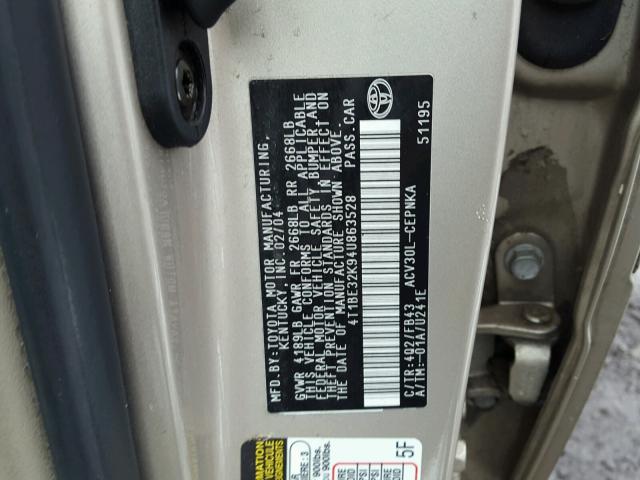 MFD.BY:TOYOTA MOTOR MANUFACTURING,
KENTUCKY, INC. 02/04
GVWR 4189LB GAWR FR 2668LB RR 2668LB
THIS VEHICLE CONFORMS TO ALL APPLICABLE
FEDERAL MOTOR VEHICLE SAFETY, BUMPER AND
THEFT PREVENTION STANDARDS IN EFFECT ON
THE DATE OF MANUFACTURE SHOWN ABOVE.
4T1BE32K94U863528 PASS.CAR
C/TR:4Q2/FB43 ACV30L-CEPNKA
A/TM:-01A/U241E 51195
5F